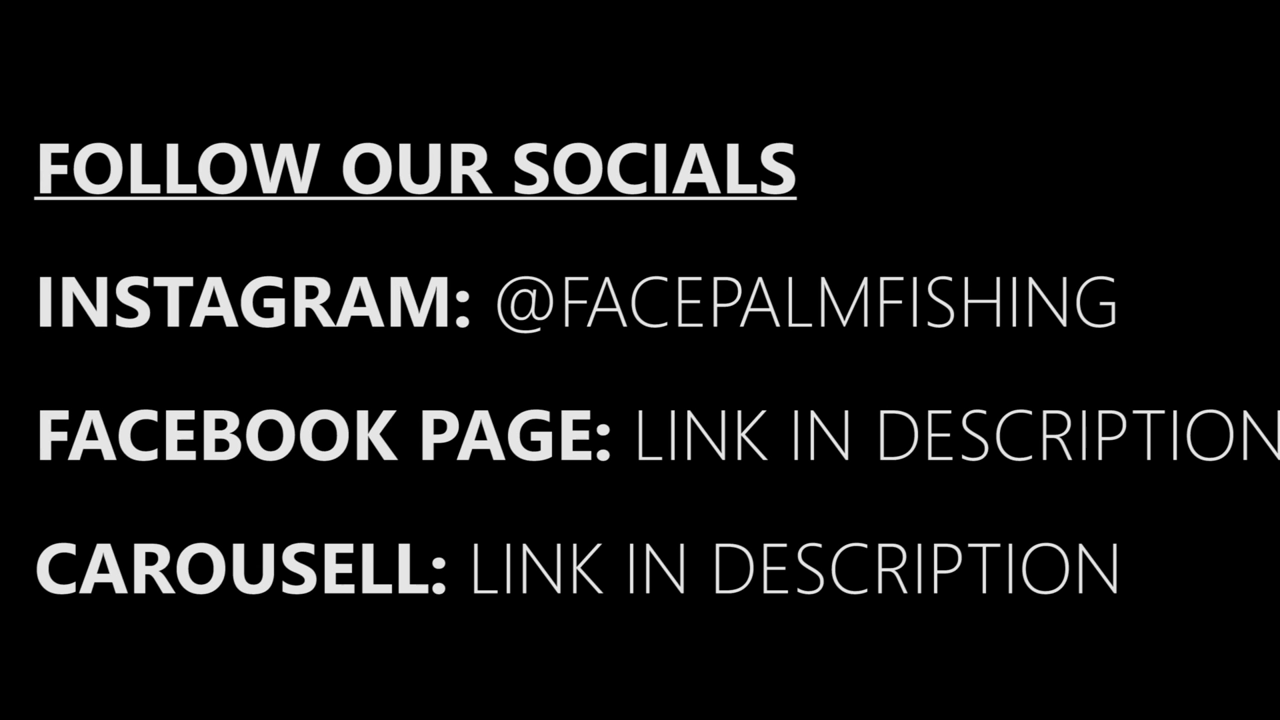 FOLLOW OUR SOCIALS
INSTAGRAM: @FACEPALMFISHING
FACEBOOK PAGE: LINK IN DESCRIPTION
CAROUSELL: LINK IN DESCRIPTION